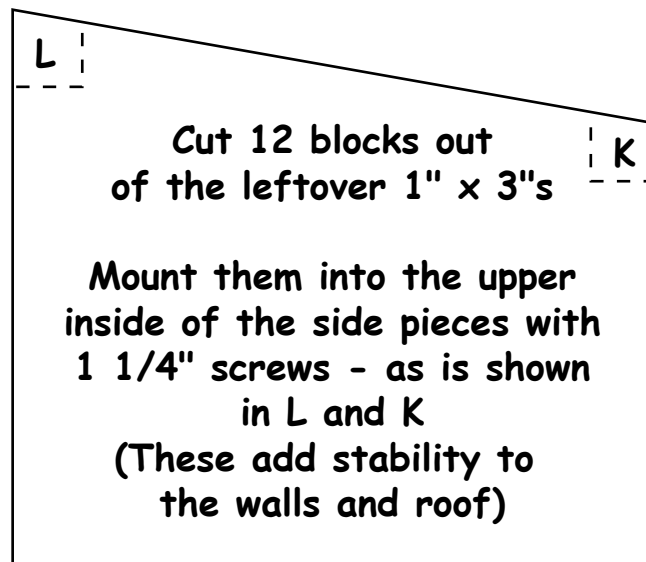 L
K
Cut 12 blocks out
of the leftover 1" x 3"s
Mount them into the upper
inside of the side pieces with
1 1/4" screws - as is shown
in L and K
(These add stability to
the walls and roof)